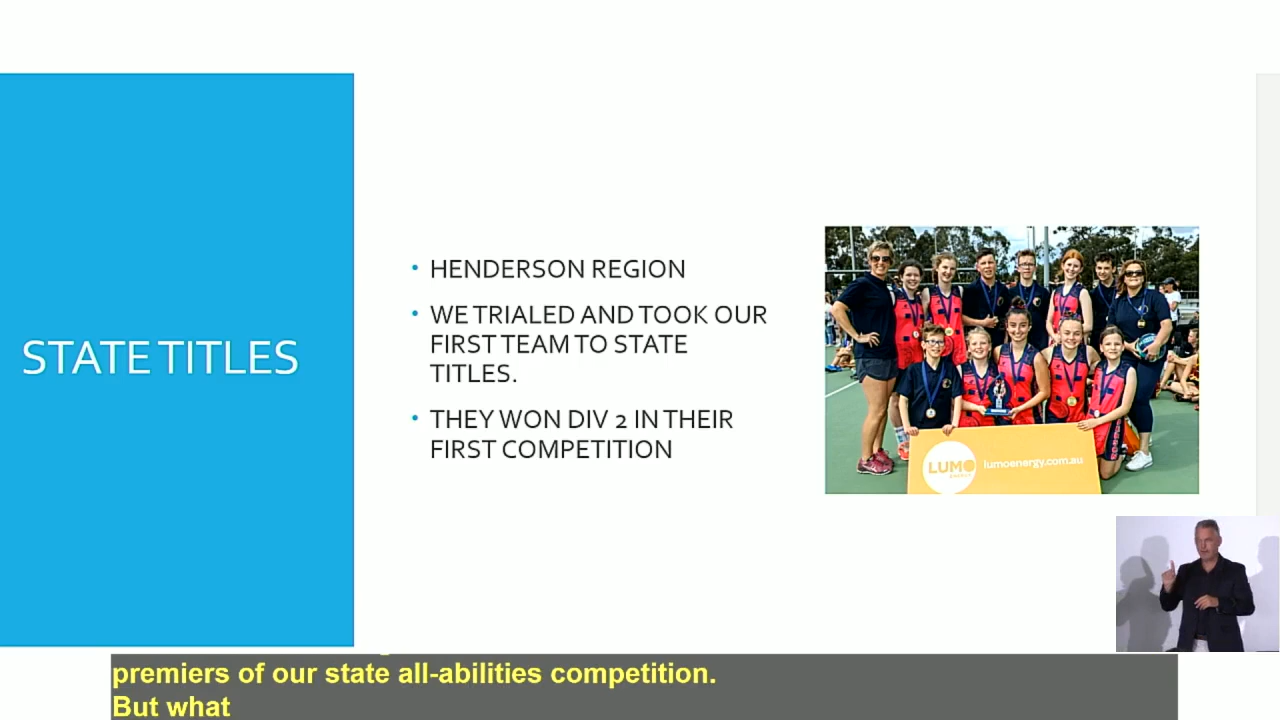 STATE TITLES
• HENDERSON REGION
• WE TRIALED AND TOOK OUR
FIRST TEAM TO STATE
TITLES.
• THEY WON DIV 2 IN THEIR
FIRST COMPETITION
LUMO
lumoenergy.com.au
premiers of our state all-abilities competition.
But what